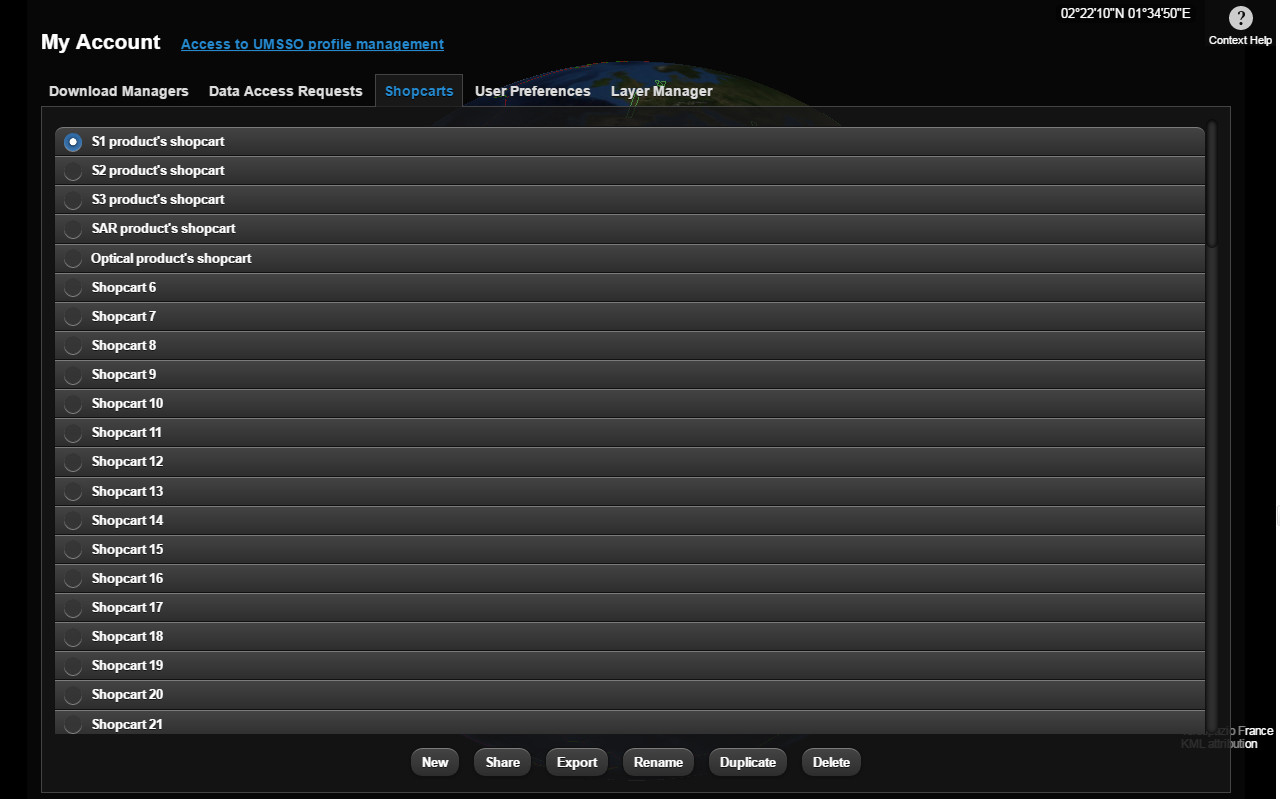 02°22'10"N 01°34'50"E
?
Context Help
My Account Access to UMSSO profile management
Download Managers Data Access Requests Shopcarts User Preferences Layer Manager
S1 product's shopcart
S2 product's shopcart
S3 product's shopcart
SAR product's shopcart
Optical product's shopcart
Shopcart 6
Shopcart 7
Shopcart 8
Shopcart 9
Shopcart 10
Shopcart 11
Shopcart 12
Shopcart 13
Shopcart 14
Shopcart 15
Shopcart 16
Shopcart 17
Shopcart 18
Shopcart 19
Shopcart 20
Shopcart 21
France
KML attribution
New Share Export Rename Duplicate Delete